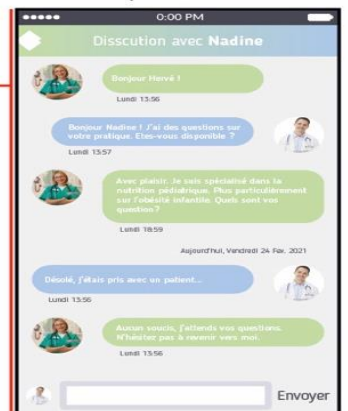 0:00 PM
Disscution avec Nadine
Bonjour Hervé !
Lundi 13:56
Bonjour Nadine ! J'ai des questions sur
votre pratique. Etes-vous disponible ?
Lundi 13:57
Avec plaisir. Je suis spécialisé dans la
nutrition pédiatrique. Plus particulièrement
sur l'obésité infantile. Quels sont vos
question ?
Lundi 18:59
Aujourd'hui, Vendredi 24 Fev. 2021
Désolé, j'étais pris avec un patient...
Lundi 13:56
Aucun soucis, j'attends vos questions.
N'hésitez pas à revenir vers moi.
Lundi 13:56
Envoyer